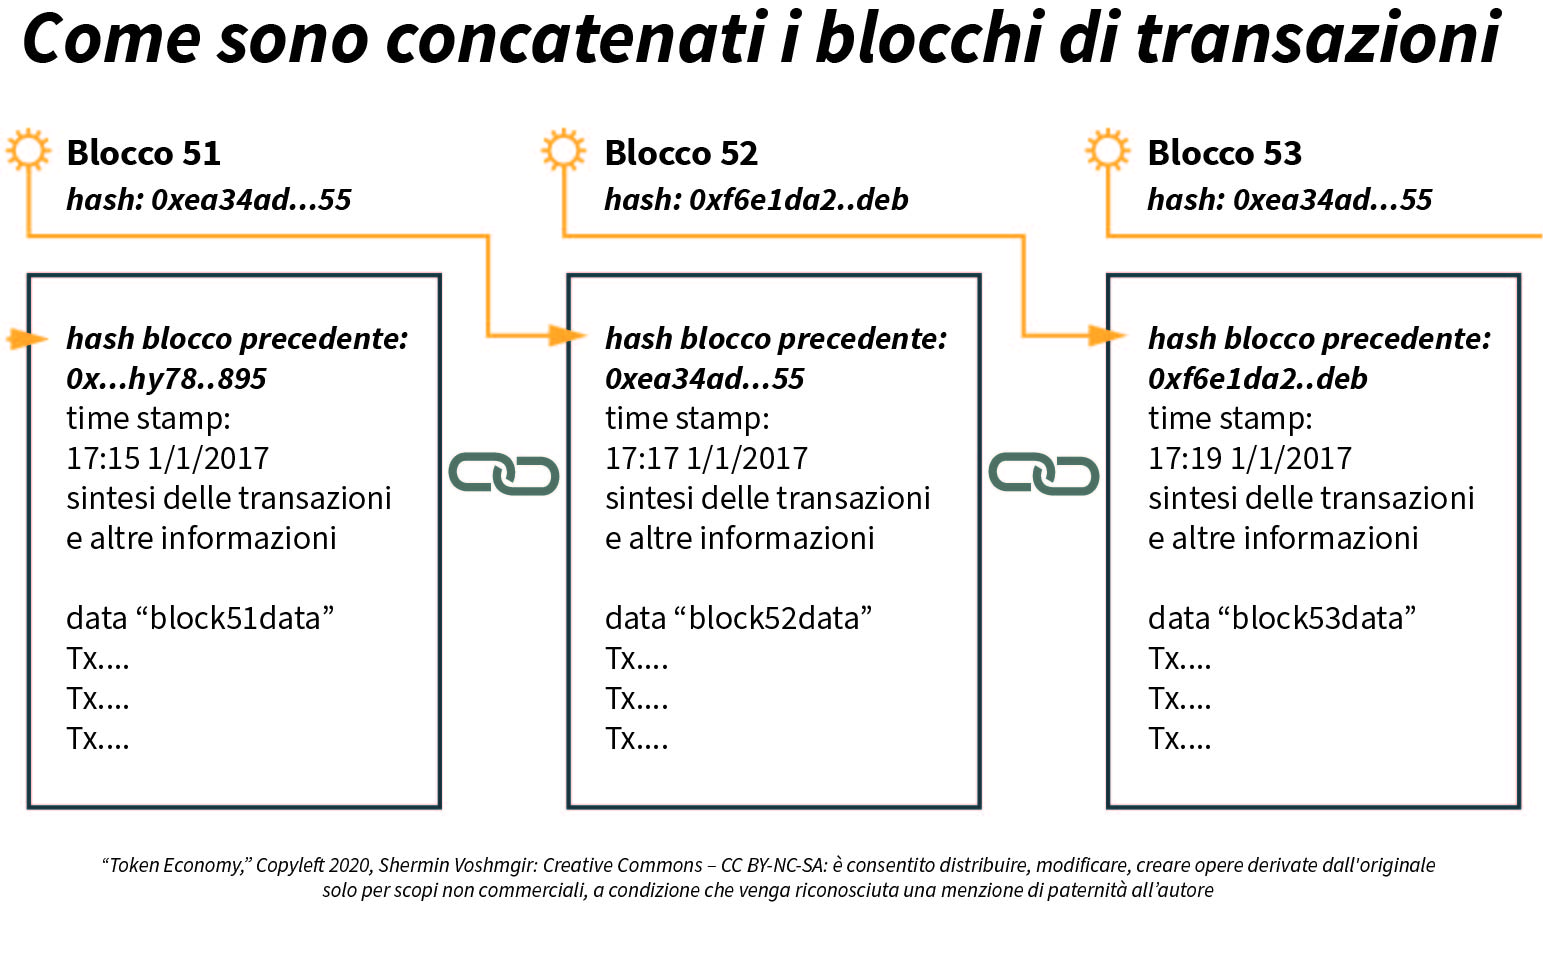 Come sono concatenati i blocchi di transazioni
Blocco 51
hash: 0xea34ad...55
hash blocco precedente:
0x...hy78..895
time stamp:
17:15 1/1/2017
sintesi delle transazioni
e altre informazioni
data “block51data”
Tx....
Tx....
Tx....
Blocco 52
hash: 0xf6e1da2..deb
hash blocco precedente:
0xea34ad...55
time stamp:
17:17 1/1/2017
sintesi delle transazioni
e altre informazioni
data “block52data”
Tx....
Tx....
Tx....
Blocco 53
hash: 0xea34ad...55
hash blocco precedente:
0xf6e1da2..deb
time stamp:
17:19 1/1/2017
sintesi delle transazioni
e altre informazioni
data “block53data”
Tx....
Tx....
Tx....
“Token Economy,” Copyleft 2020, Shermin Voshmgir: Creative Commons – CC BY-NC-SA: è consentito distribuire, modificare, creare opere derivate dall'originale
solo per scopi non commerciali, a condizione che venga riconosciuta una menzione di paternità all’autore